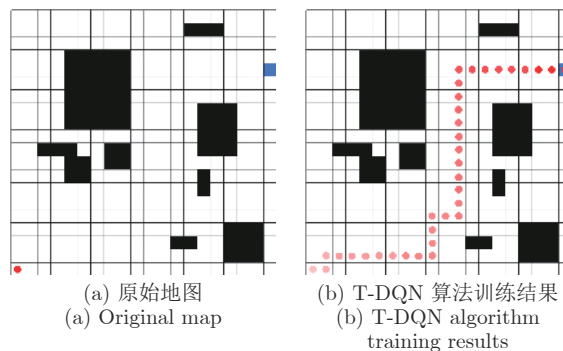 (a) 原始地图
(a) Original map
(b) T-DQN 算法训练结果
(b) T-DQN algorithm
training results